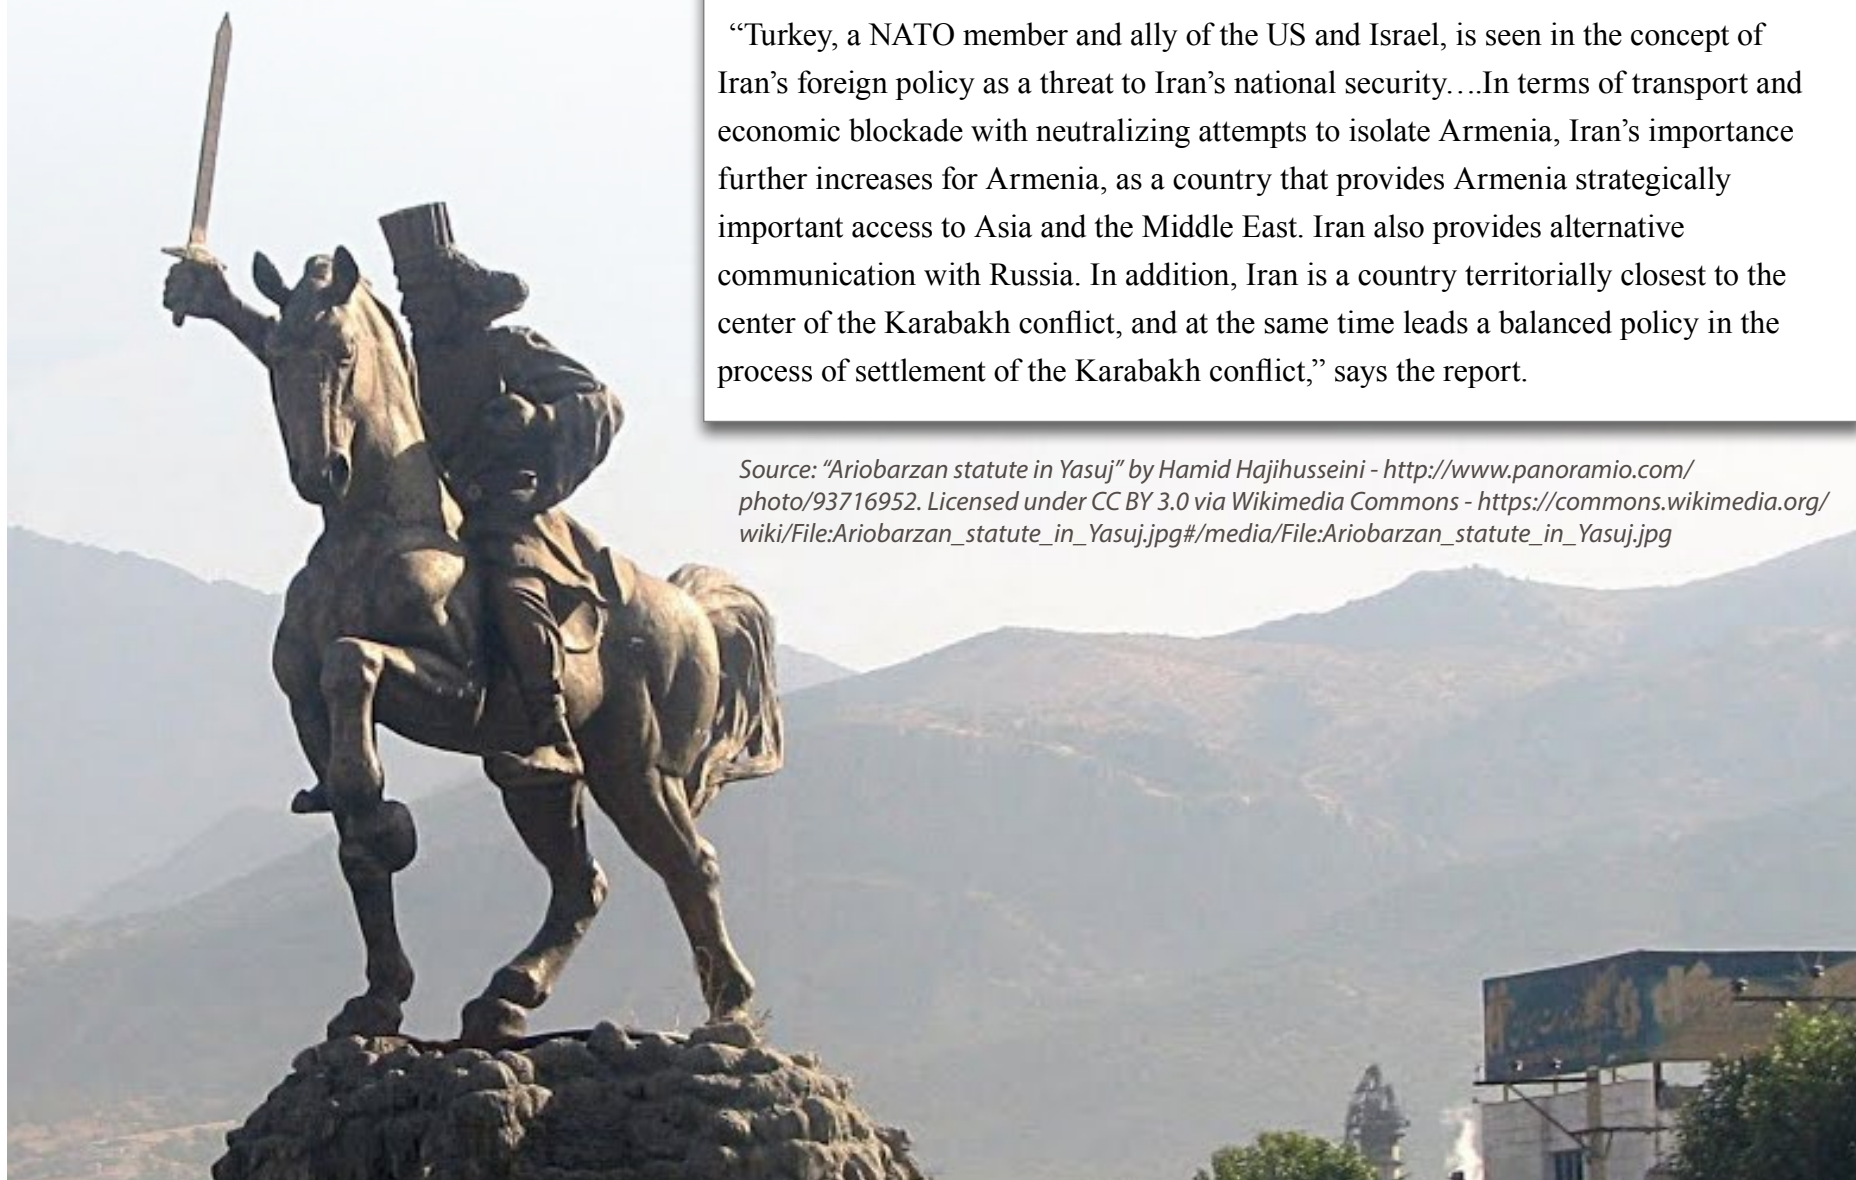 “Turkey, a NATO member and ally of the US and Israel, is seen in the concept of
Iran’s foreign policy as a threat to Iran’s national security….In terms of transport and
economic blockade with neutralizing attempts to isolate Armenia, Iran’s importance
further increases for Armenia, as a country that provides Armenia strategically
important access to Asia and the Middle East. Iran also provides alternative
communication with Russia. In addition, Iran is a country territorially closest to the
center of the Karabakh conflict, and at the same time leads a balanced policy in the
process of settlement of the Karabakh conflict,” says the report.
Source: “Ariobarzan statute in Yasuj” by Hamid Hajihusseini - http://www.panoramio.com/
photo/93716952. Licensed under CC BY 3.0 via Wikimedia Commons - https://commons.wikimedia.org/
wiki/File:Ariobarzan_statute_in_Yasuj.jpg#/media/File:Ariobarzan_statute_in_Yasuj.jpg